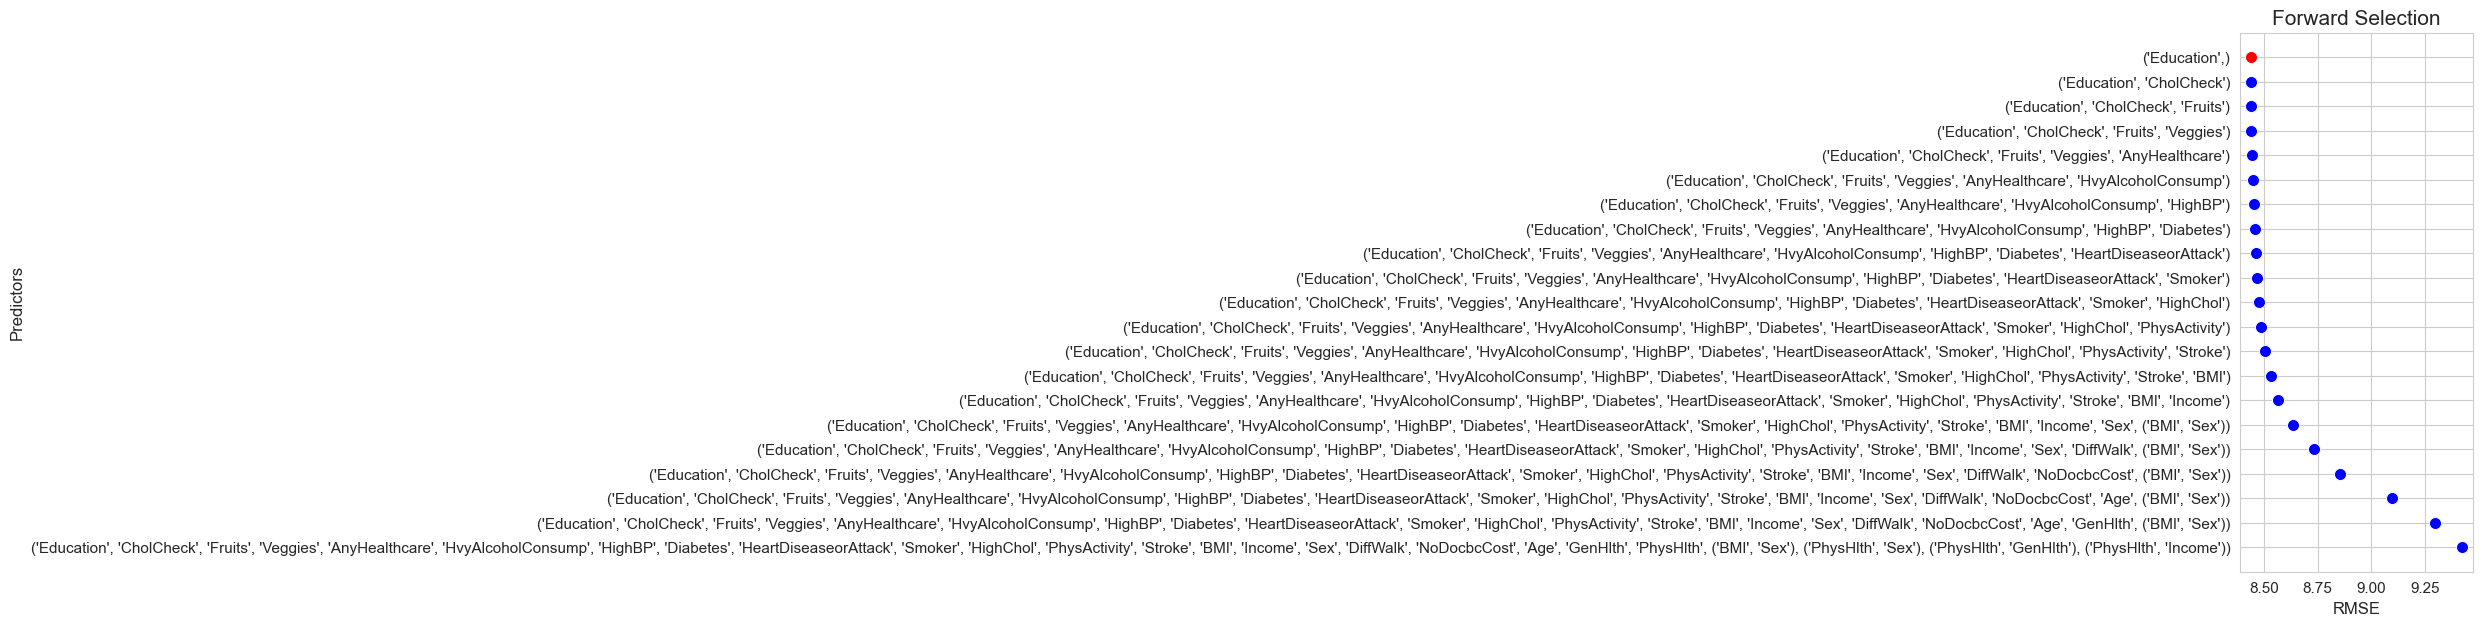 Forward Selection
('Education',)
('Education', 'CholCheck')
('Education', 'CholCheck', 'Fruits')
('Education', 'CholCheck', 'Fruits', 'Veggies')
('Education', 'CholCheck', 'Fruits', 'Veggies', 'AnyHealthcare')
('Education', 'CholCheck', 'Fruits', 'Veggies', 'AnyHealthcare', 'HvyAlcoholConsump')
('Education', 'CholCheck', 'Fruits', 'Veggies', 'AnyHealthcare', 'HvyAlcoholConsump', 'HighBP')
('Education', 'CholCheck', 'Fruits', 'Veggies', 'AnyHealthcare', 'HvyAlcoholConsump', 'HighBP', 'Diabetes')
('Education', 'CholCheck', 'Fruits', 'Veggies', 'AnyHealthcare', 'HvyAlcoholConsump', 'HighBP', 'Diabetes', 'HeartDiseaseorAttack')
('Education', 'CholCheck', 'Fruits', 'Veggies', 'AnyHealthcare', 'HvyAlcoholConsump', 'HighBP', 'Diabetes', 'HeartDiseaseorAttack', 'Smoker')
('Education', 'CholCheck', 'Fruits', 'Veggies', 'AnyHealthcare', 'HvyAlcoholConsump', 'HighBP', 'Diabetes', 'HeartDiseaseorAttack', 'Smoker', 'HighChol')
('Education', 'CholCheck', 'Fruits', 'Veggies', 'AnyHealthcare', 'HvyAlcoholConsump', 'HighBP', 'Diabetes', 'HeartDiseaseorAttack', 'Smoker', 'HighChol', 'PhysActivity')
('Education', 'CholCheck', 'Fruits', 'Veggies', 'AnyHealthcare', 'HvyAlcoholConsump', 'HighBP', 'Diabetes', 'HeartDiseaseorAttack', 'Smoker', 'HighChol', 'PhysActivity', 'Stroke')
('Education', 'CholCheck', 'Fruits', 'Veggies', 'AnyHealthcare', 'HvyAlcoholConsump', 'HighBP', 'Diabetes', 'HeartDiseaseorAttack', 'Smoker', 'HighChol', 'PhysActivity', 'Stroke', 'BMI')
('Education', 'CholCheck', 'Fruits', 'Veggies', 'AnyHealthcare', 'HvyAlcoholConsump', 'HighBP', 'Diabetes', 'HeartDiseaseorAttack', 'Smoker', 'HighChol', 'PhysActivity', 'Stroke', 'BMI', 'Income')
('Education', 'CholCheck', 'Fruits', 'Veggies', 'AnyHealthcare', 'HvyAlcoholConsump', 'HighBP', 'Diabetes', 'HeartDiseaseorAttack', 'Smoker', 'HighChol', 'PhysActivity', 'Stroke', 'BMI', 'Income', 'Sex', ('BMI', 'Sex'))
('Education', 'CholCheck', 'Fruits', 'Veggies', 'AnyHealthcare', 'HvyAlcoholConsump', 'HighBP', 'Diabetes', 'HeartDiseaseorAttack', 'Smoker', 'HighChol', 'PhysActivity', 'Stroke', 'BMI', 'Income', 'Sex', 'DiffWalk', ('BMI', 'Sex'))
('Education', 'CholCheck', 'Fruits', 'Veggies', 'AnyHealthcare', 'HvyAlcoholConsump', 'HighBP', 'Diabetes', 'HeartDiseaseorAttack', 'Smoker', 'HighChol', 'PhysActivity', 'Stroke', 'BMI', 'Income', 'Sex', 'DiffWalk', 'NoDocbcCost', ('BMI', 'Sex'))
('Education', 'CholCheck', 'Fruits', 'Veggies', 'AnyHealthcare', 'HvyAlcoholConsump', 'HighBP', 'Diabetes', 'HeartDiseaseorAttack', 'Smoker', 'HighChol', 'PhysActivity', 'Stroke', 'BMI', 'Income', 'Sex', 'DiffWalk', 'NoDocbcCost', 'Age', ('BMI', 'Sex'))
('Education', 'CholCheck', 'Fruits', 'Veggies', 'AnyHealthcare', 'HvyAlcoholConsump', 'HighBP', 'Diabetes', 'HeartDiseaseorAttack', 'Smoker', 'HighChol', 'PhysActivity', 'Stroke', 'BMI', 'Income', 'Sex', 'DiffWalk', 'NoDocbcCost', 'Age', 'GenHlth', ('BMI', 'Sex'))
('Education', 'CholCheck', 'Fruits', 'Veggies', 'AnyHealthcare', 'HvyAlcoholConsump', 'HighBP', 'Diabetes', 'HeartDiseaseorAttack', 'Smoker', 'HighChol', 'PhysActivity', 'Stroke', 'BMI', 'Income', 'Sex', 'DiffWalk', 'NoDocbcCost', 'Age', 'GenHlth', 'PhysHlth', ('BMI', 'Sex'), ('PhysHlth', 'Sex'), ('PhysHlth', 'GenHlth'), ('PhysHlth', 'Income'))
Predictors
8.50 8.75 9.00 9.25
RMSE